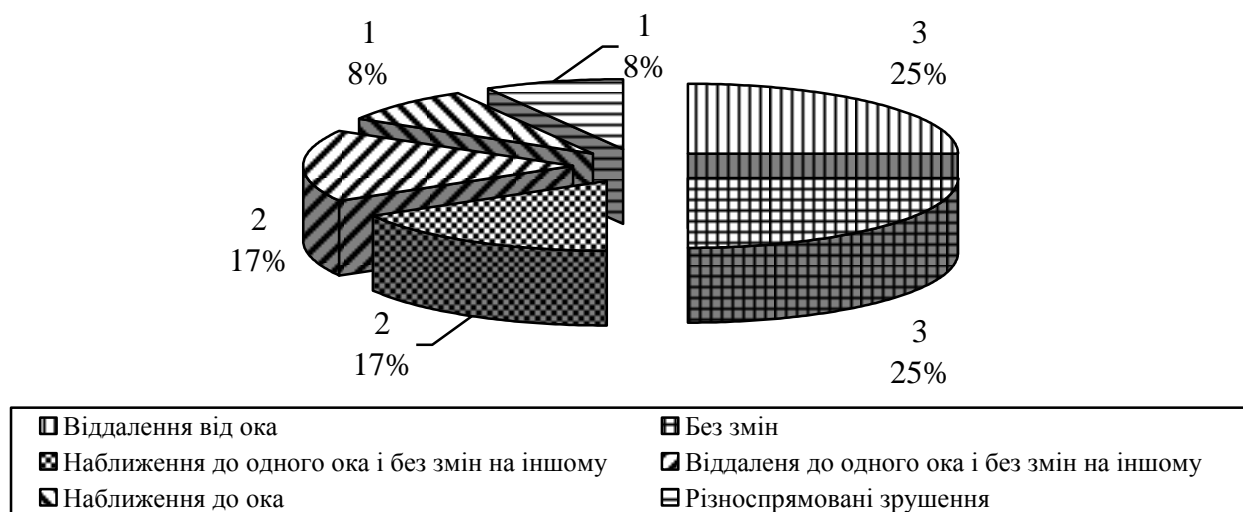 1
8%
1
8%
3
25%
2
17%
2
17%
3
25%
Віддалення від ока
Без змін
Наближення до одного ока і без змін на іншому
Віддаленя до одного ока і без змін на іншому
Наближення до ока
Різноспрямовані зрушення